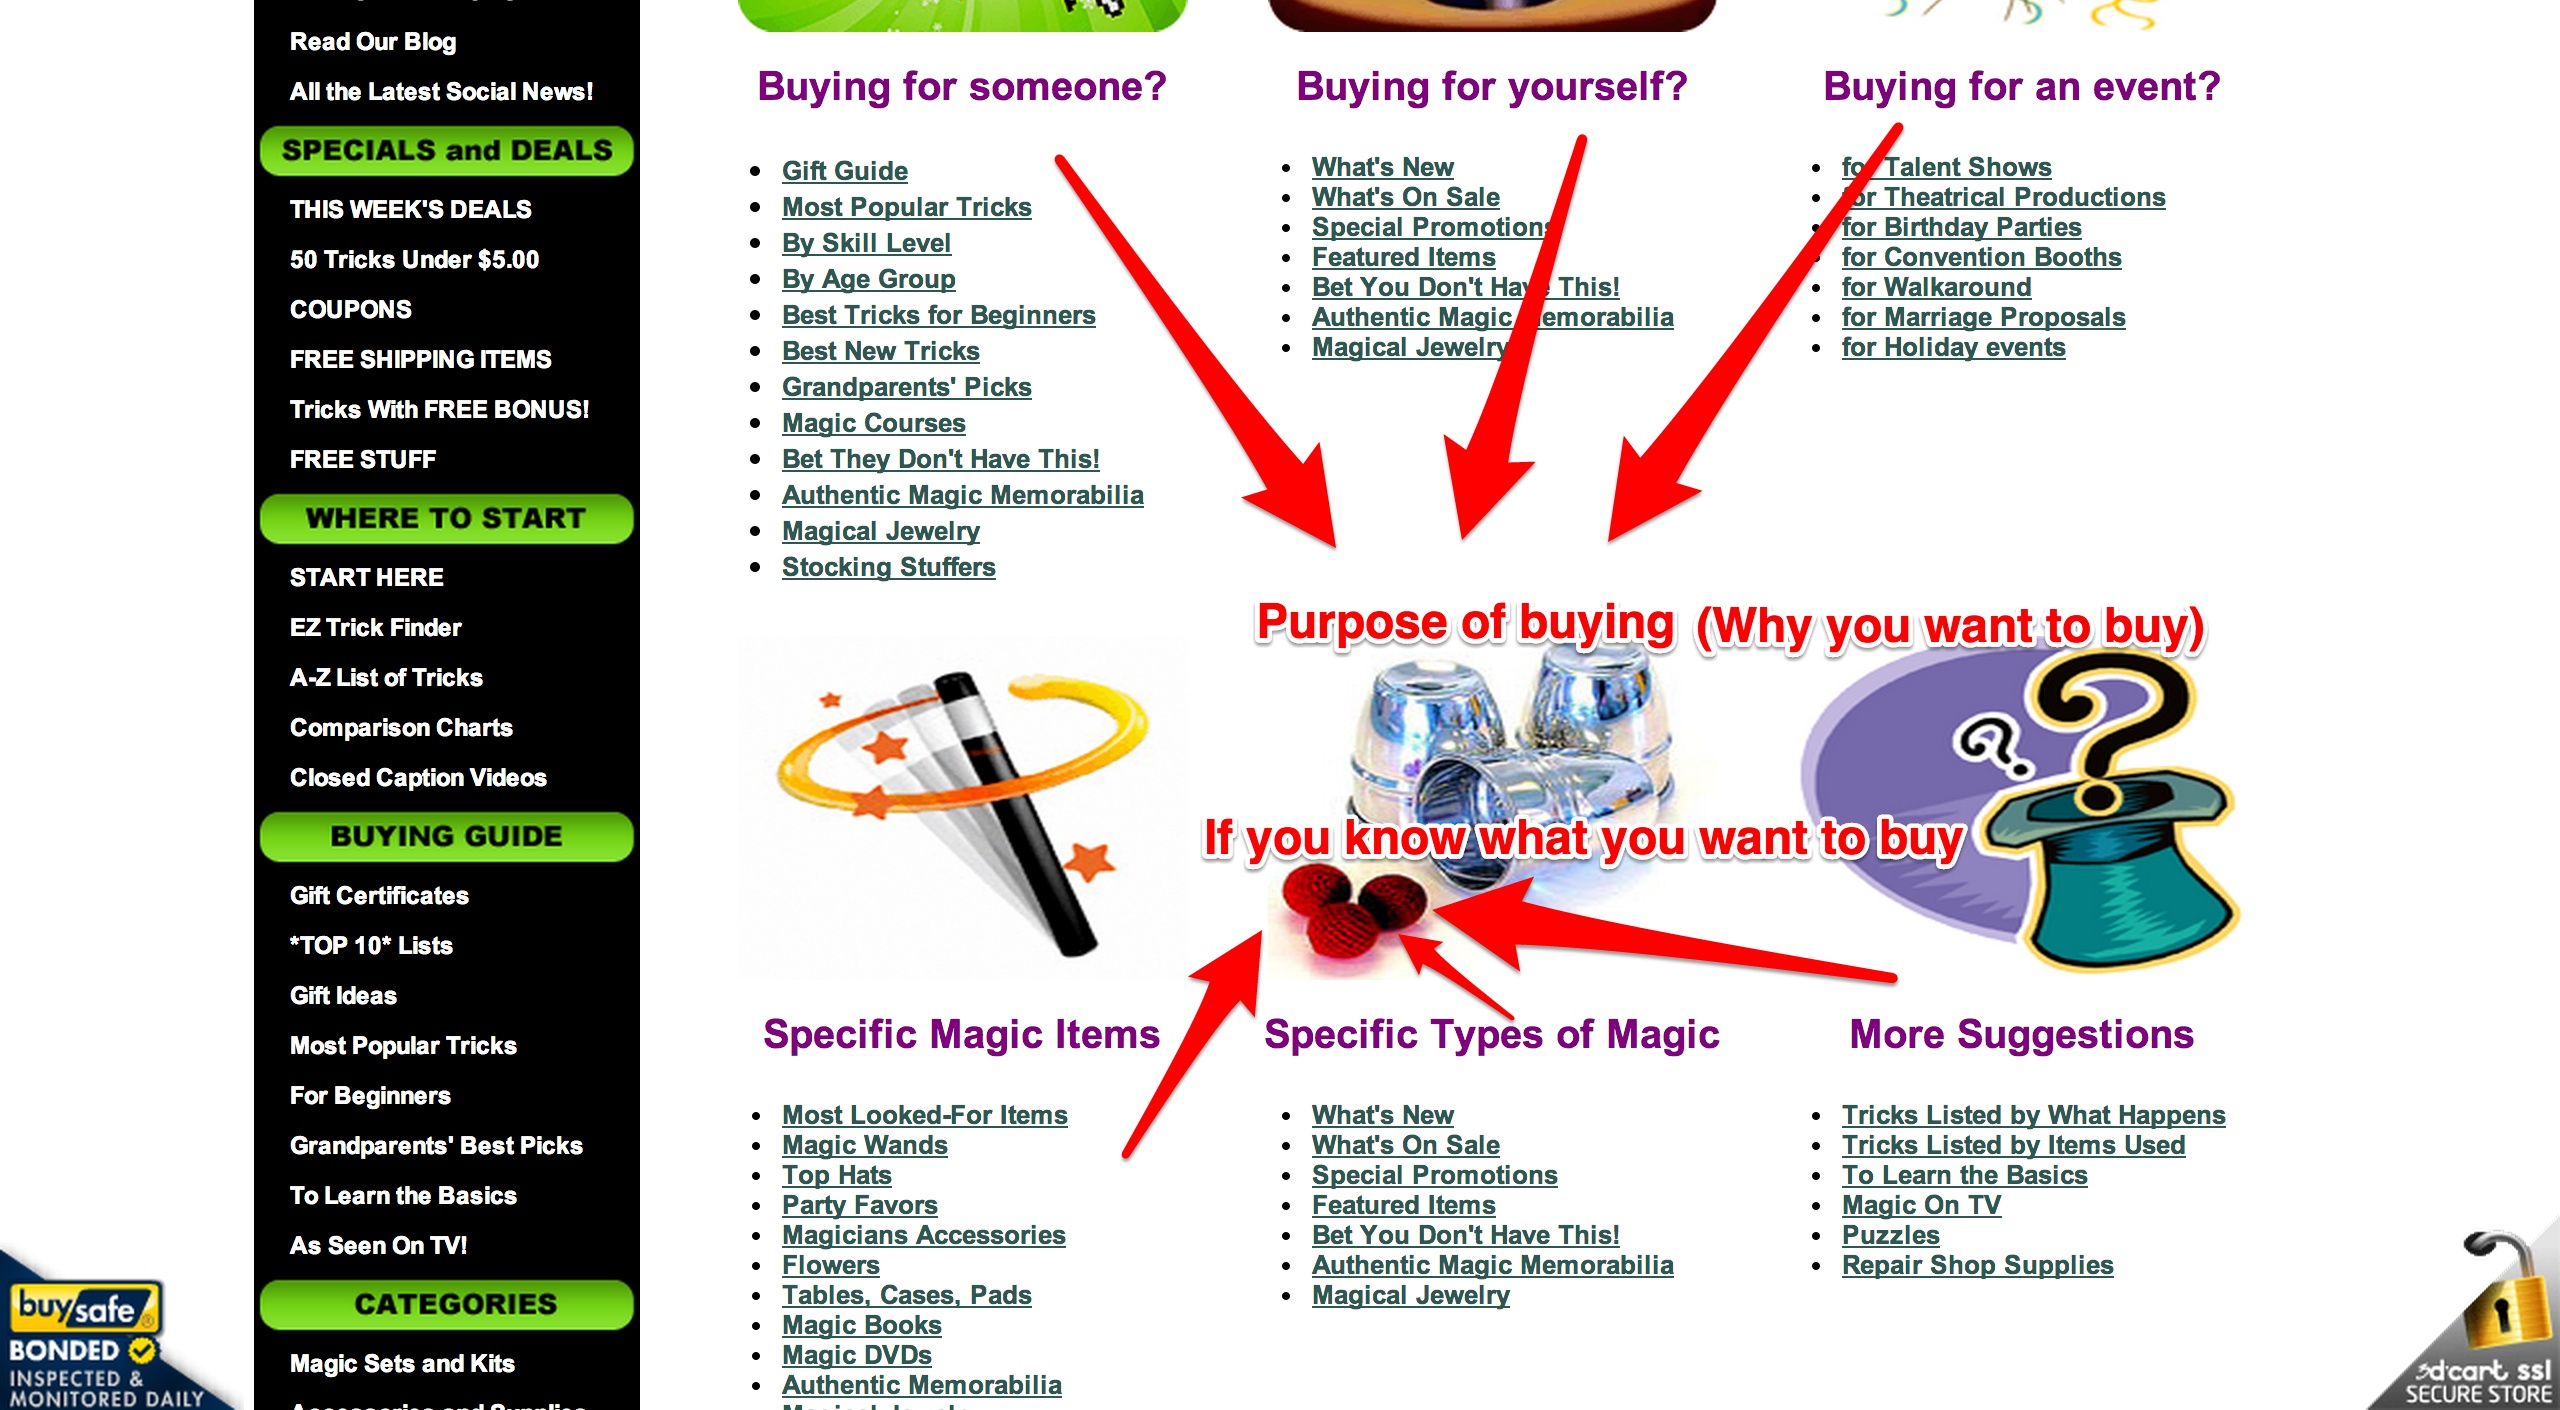 Read Our Blog
All the Latest Social News!
SPECIALS and DEALS
THIS WEEK'S DEALS
50 Tricks Under $5.00
COUPONS
FREE SHIPPING ITEMS
Tricks With FREE BONUS!
FREE STUFF
WHERE TO START
START HERE
EZ Trick Finder
A-Z List of Tricks
Comparison Charts
Closed Caption Videos
BUYING GUIDE
Gift Certificates
*TOP 10* Lists
Gift Ideas
Most Popular Tricks
For Beginners
Grandparents' Best Picks
To Learn the Basics
As Seen On TV!
CATEGORIES
Magic Sets and Kits
Buying for someone?
Gift Guide
Most Popular Tricks
By Skill Level
By Age Group
Best Tricks for Beginners
Best New Tricks
Grandparents' Picks
Magic Courses
Bet They Don't Have This!
Authentic Magic Memorabilia
Magical Jewelry
Stocking Stuffers
Buying for yourself?
What's New
What's On Sale
Special Promotions
Featured Items
Bet You Don't Have This!
Authentic Magic Memorabilia
Magical Jewelry
Buying for an event?
for Talent Shows
for Theatrical Productions
for Birthday Parties
for Convention Booths
for Walkaround
for Marriage Proposals
for Holiday events
Purpose of buying (Why you want to buy)
If you know what you want to buy
Specific Magic Items
Most Looked-For Items
Magic Wands
Top Hats
Party Favors
Magicians Accessories
Flowers
Tables, Cases, Pads
Magic Books
Magic DVDs
Authentic Memorabilia
Specific Types of Magic
What's New
What's On Sale
Special Promotions
Featured Items
Bet You Don't Have This!
Authentic Magic Memorabilia
Magical Jewelry
More Suggestions
Tricks Listed by What Happens
Tricks Listed by Items Used
To Learn the Basics
Magic On TV
Puzzles
Repair Shop Supplies
buySafe®
BONDED
INSPECTED &
MONITORED DAILY
3dcart ssl
SECURE STORE